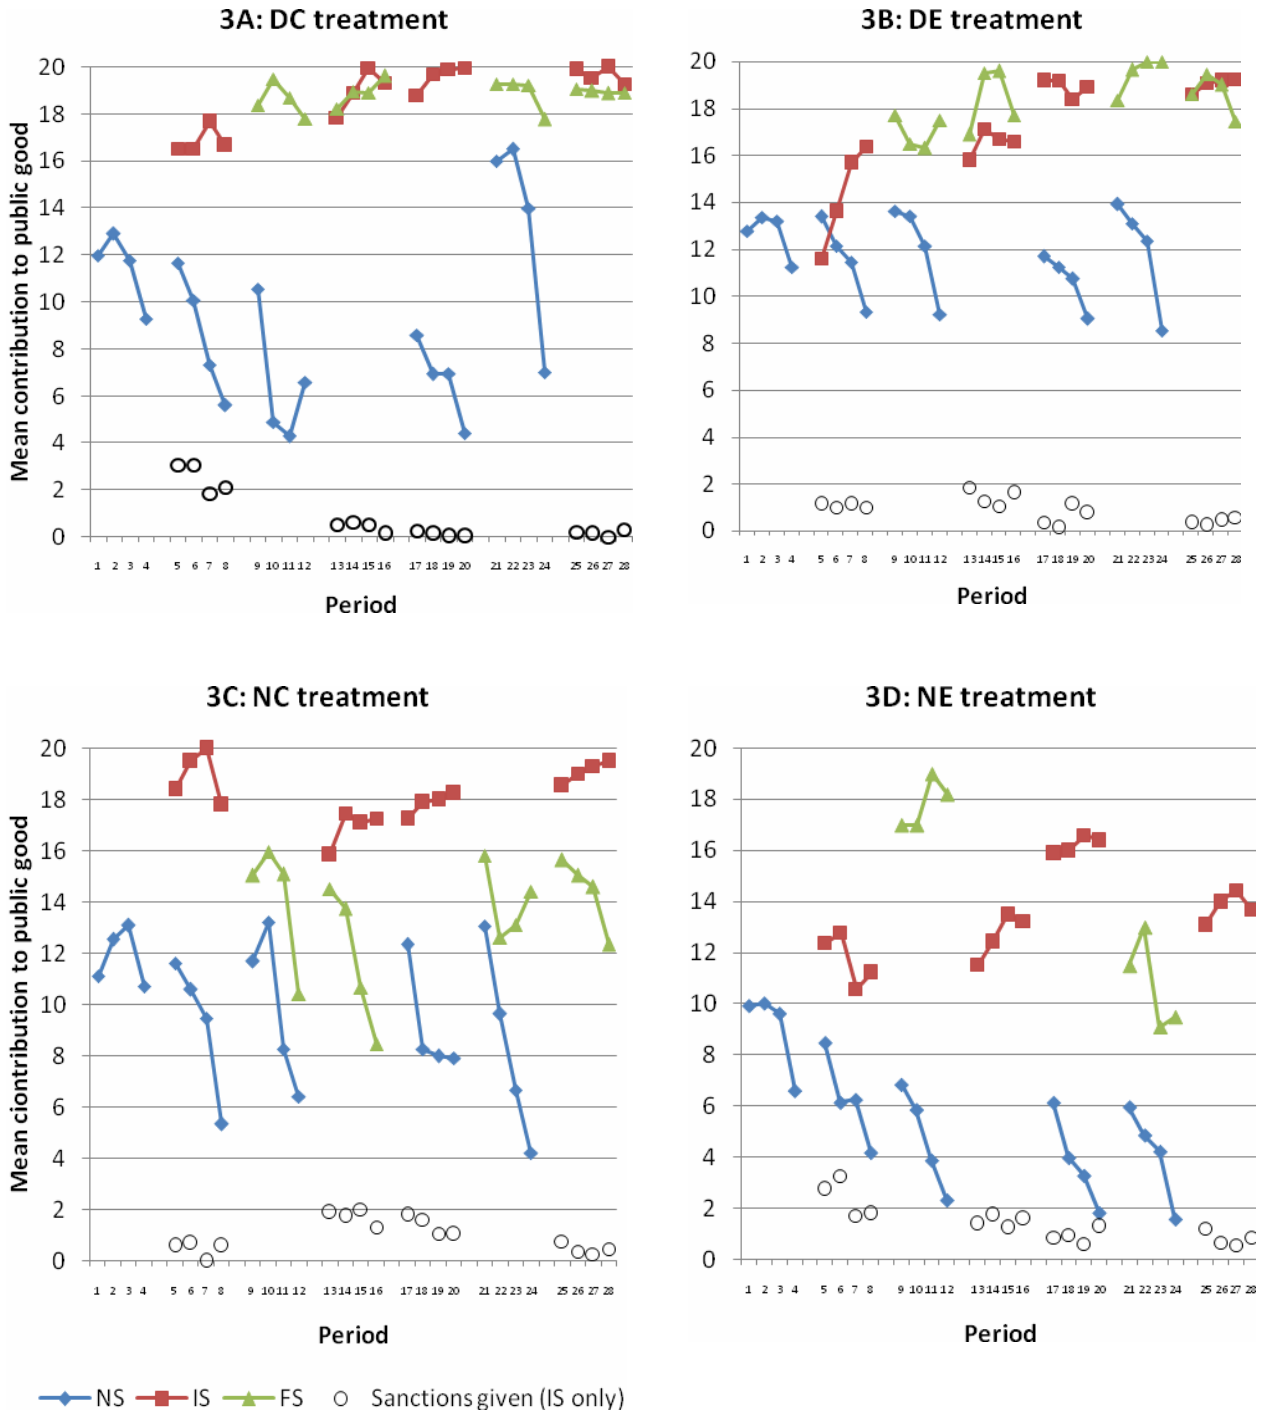 3A: DC treatment
Mean contribution to public good
20
18
16
14
12
10
8
6
4
2
0
1 2 3 4 5 6 7 8 9 10 11 12 13 14 15 16 17 18 19 20 21 22 23 24 25 26 27 28
Period
3B: DE treatment
20
18
16
14
12
10
8
6
4
2
0
1 2 3 4 5 6 7 8 9 10 11 12 13 14 15 16 17 18 19 20 21 22 23 24 25 26 27 28
Period
3C: NC treatment
Mean ciontribution to public good
20
18
16
14
12
10
8
6
4
2
0
1 2 3 4 5 6 7 8 9 10 11 12 13 14 15 16 17 18 19 20 21 22 23 24 25 26 27 28
Period
3D: NE treatment
20
18
16
14
12
10
8
6
4
2
0
1 2 3 4 5 6 7 8 9 10 11 12 13 14 15 16 17 18 19 20 21 22 23 24 25 26 27 28
Period
NS IS FS Sanctions given (IS only)